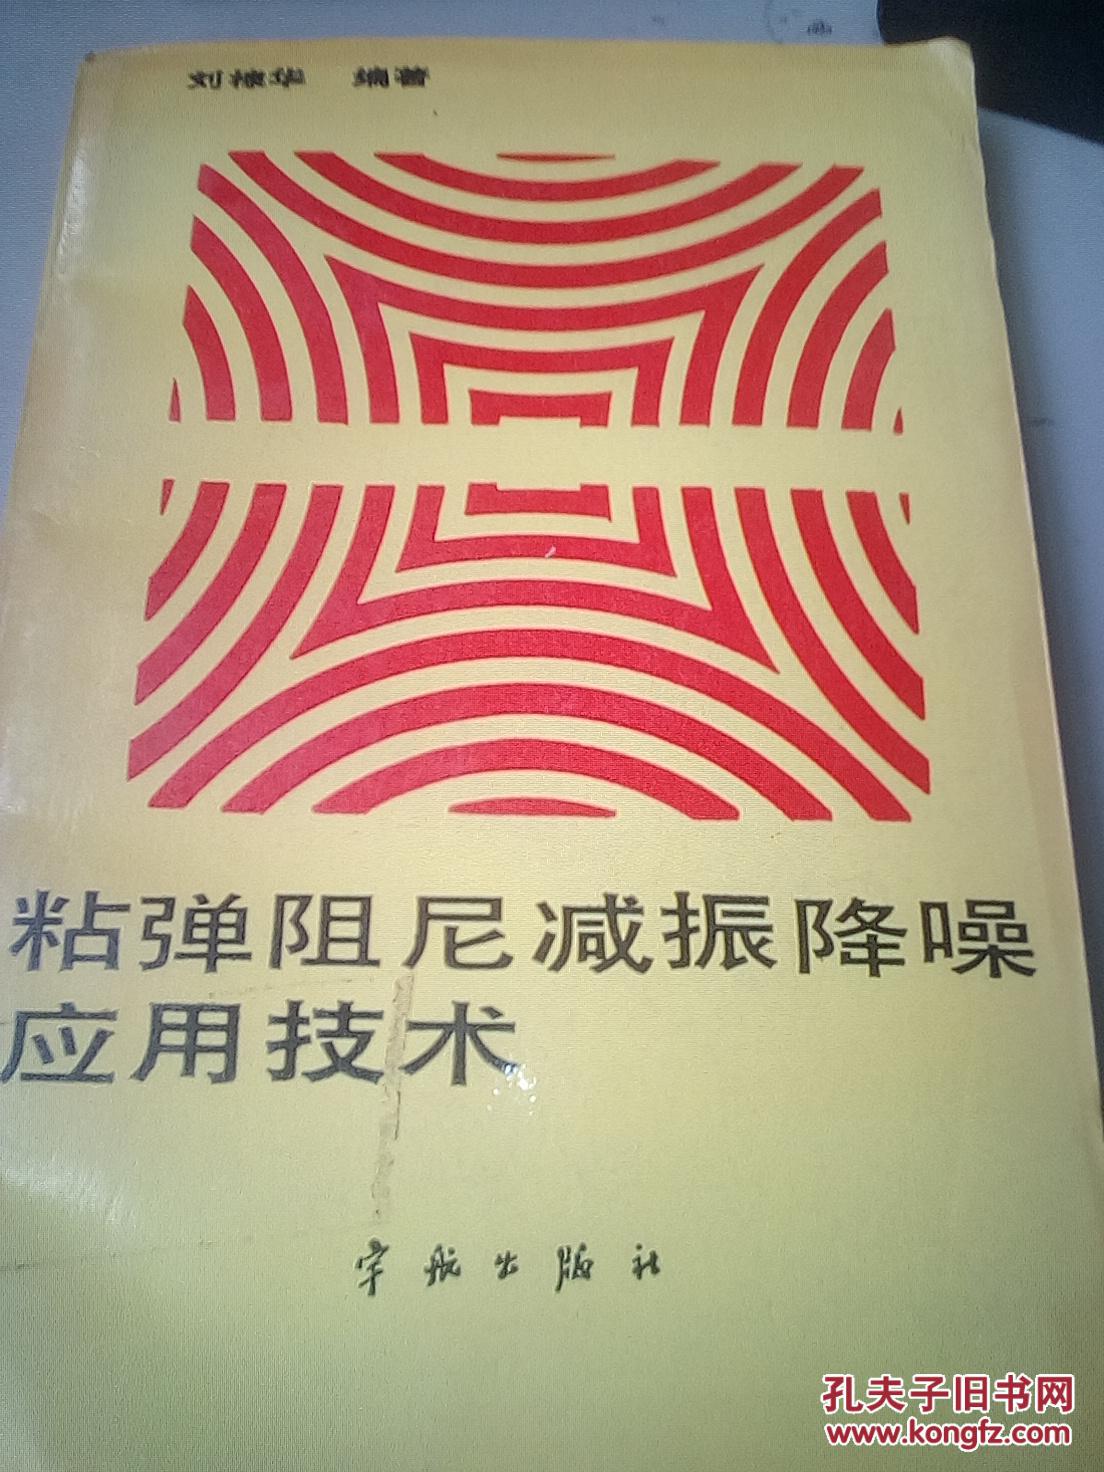 刘棣华 编著
粘弹阻尼减振降噪
应用技术
宇航出版社
孔夫子旧书网
www.kongfz.com